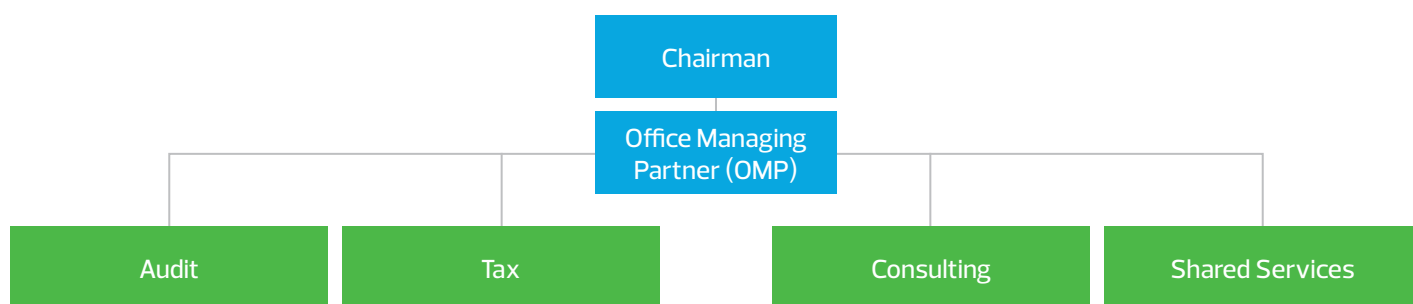 Chairman
Office Managing
Partner (OMP)
Audit
Tax
Consulting
Shared Services